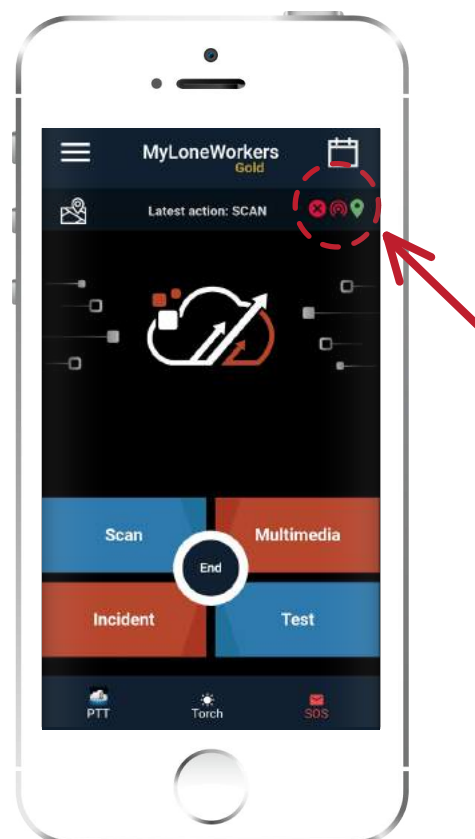 MyLoneWorkers
Gold
Latest action: SCAN
Scan
Multimedia
End
Incident
Test
PTT
Torch
SOS